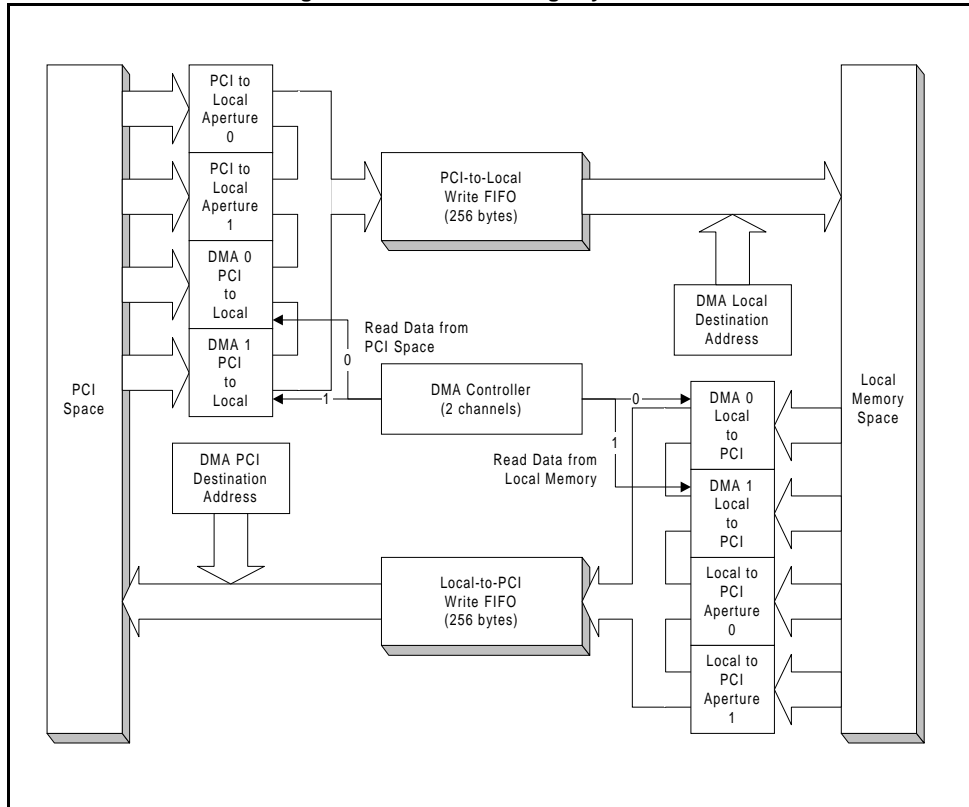 PCI to
Local
Aperture
0
PCI to
Local
Aperture
1
DMA 0
PCI
to
Local
DMA 1
PCI
to
Local
PCI
Space
PCI-to-Local
Write FIFO
(256 bytes)
DMA Local
Destination
Address
Read Data from
PCI Space
0
1
DMA Controller
(2 channels)
0
1
Read Data from
Local Memory
Local
Memory
Space
DMA 0
Local
to
PCI
DMA 1
Local
to
PCI
Local to
PCI
Aperture
0
Local to
PCI
Aperture
1
DMA PCI
Destination
Address
Local-to-PCI
Write FIFO
(256 bytes)